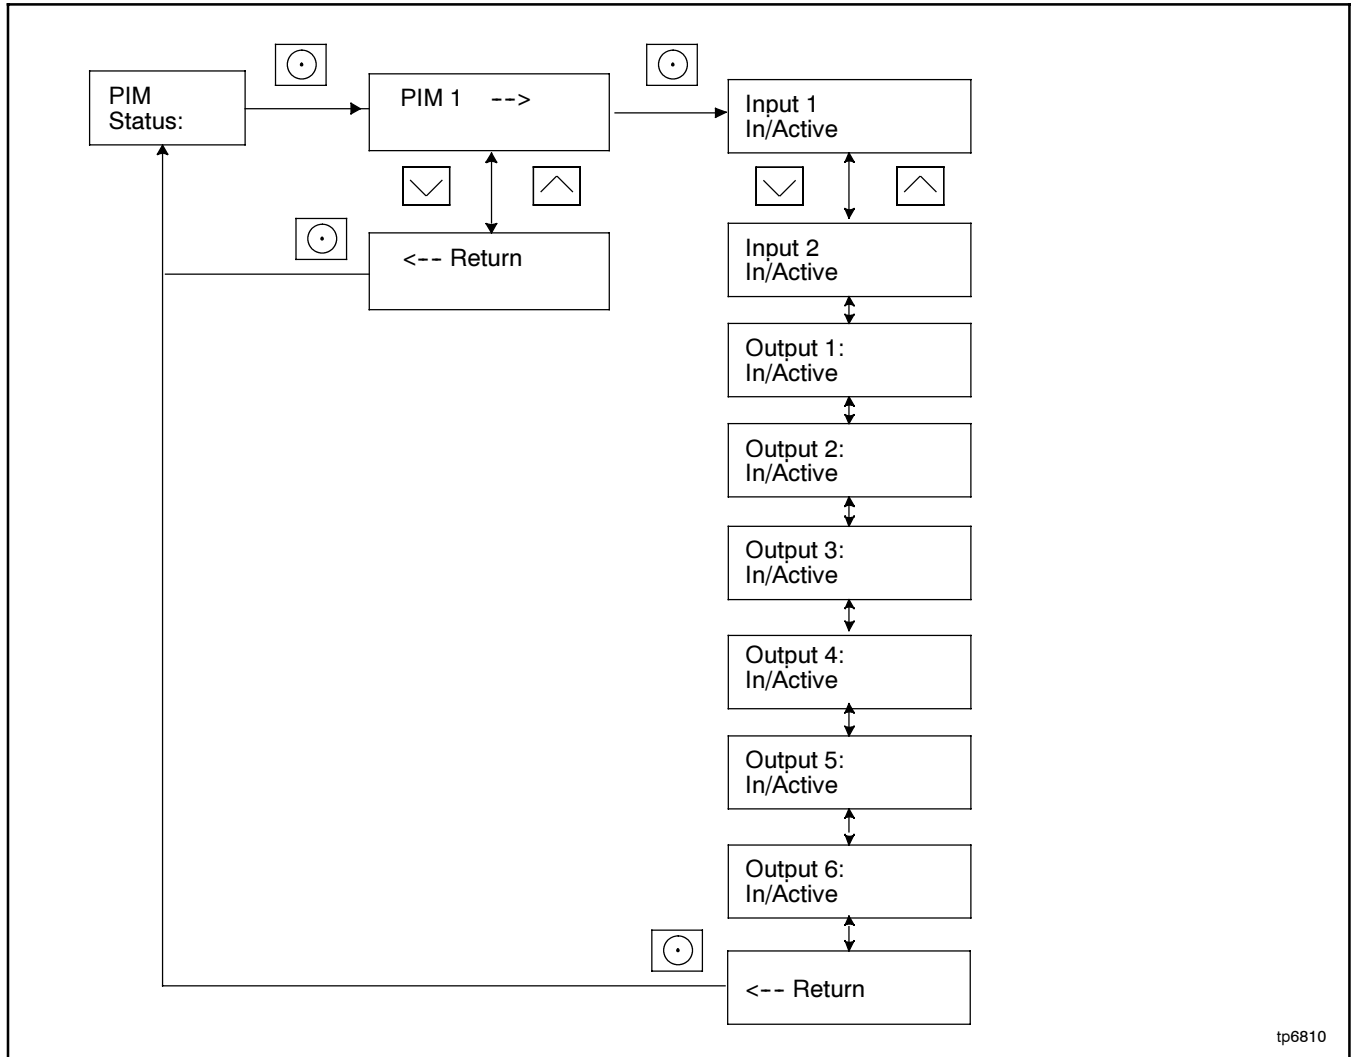 PIM
Status:
PIM 1 -->
<-- Return
Input 1
In/Active
Input 2
In/Active
Output 1:
In/Active
Output 2:
In/Active
Output 3:
In/Active
Output 4:
In/Active
Output 5:
In/Active
Output 6:
In/Active
<-- Return
tp6810